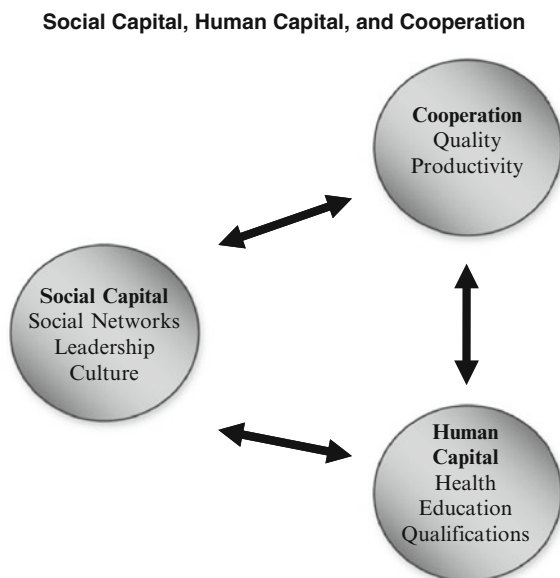 Social Capital, Human Capital, and Cooperation
Cooperation
Quality
Productivity
Social Capital
Social Networks
Leadership
Culture
Human
Capital
Health
Education
Qualifications